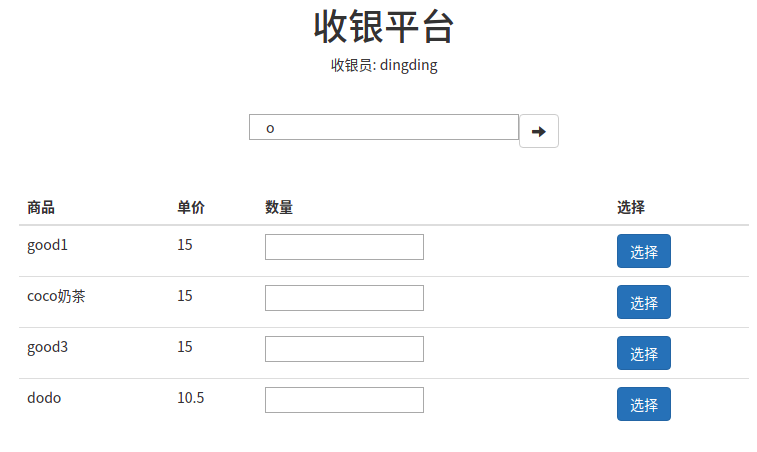 收银平台
收银员: dingding
o
商品 单价 数量 选择
good1 15 选择
coco奶茶 15 选择
good3 15 选择
dodo 10.5 选择